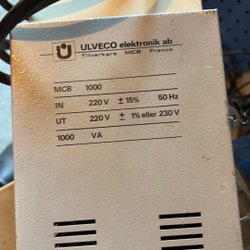 ULVECO elektronik ab
Tillverkare MCB France
MCB 1000
IN 220 V ± 15% 50 Hz
UT 220 V ± 1% eller 230 V
1000 VA